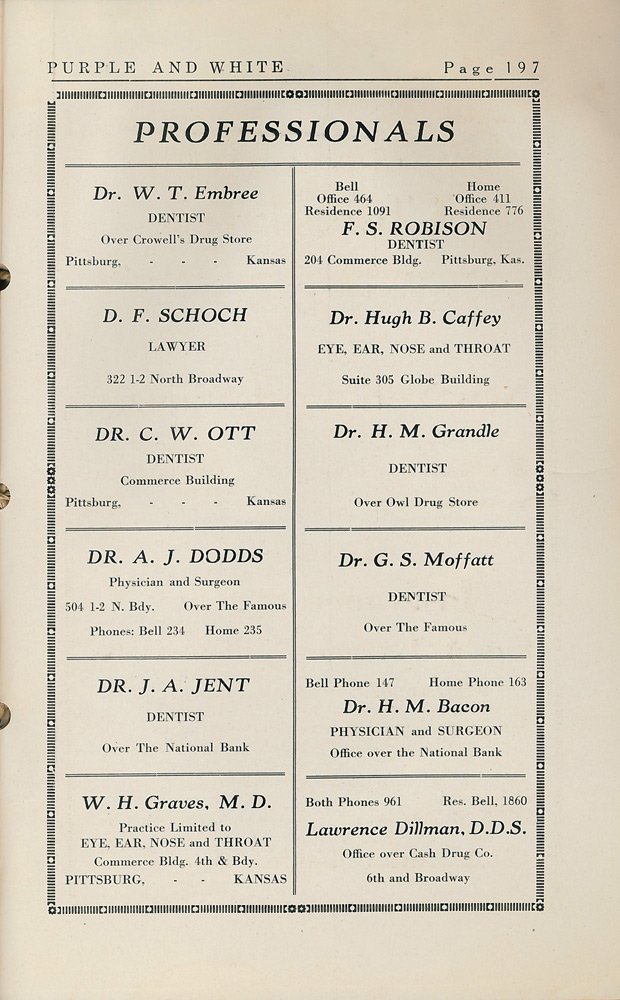 PURPLE AND WHITE Page 197
PROFESSIONALS
Dr. W. T. Embree
DENTIST
Over Crowell's Drug Store
Pittsburg, - - - Kansas
D. F. SCHOCH
LAWYER
322 1-2 North Broadway
DR. C. W. OTT
DENTIST
Commerce Building
Pittsburg, - - - Kansas
DR. A. J. DODDS
Physician and Surgeon
504 1-2 N. Bdy. Over The Famous
Phones: Bell 234 Home 235
DR. J. A. JENT
DENTIST
Over The National Bank
W. H. Graves, M. D.
Practice Limited to
EYE, EAR, NOSE and THROAT
Commerce Bldg. 4th & Bdy.
PITTSBURG, - - KANSAS
Bell Home
Office 464 Office 411
Residence 1091 Residence 776
F. S. ROBISON
DENTIST
204 Commerce Bldg. Pittsburg, Kas.
Dr. Hugh B. Caffey
EYE, EAR, NOSE and THROAT
Suite 305 Globe Building
Dr. H. M. Grandle
DENTIST
Over Owl Drug Store
Dr. G. S. Moffatt
DENTIST
Over The Famous
Bell Phone 147 Home Phone 163
Dr. H. M. Bacon
PHYSICIAN and SURGEON
Office over the National Bank
Both Phones 961 Res. Bell, 1860
Lawrence Dillman, D.D.S.
Office over Cash Drug Co.
6th and Broadway